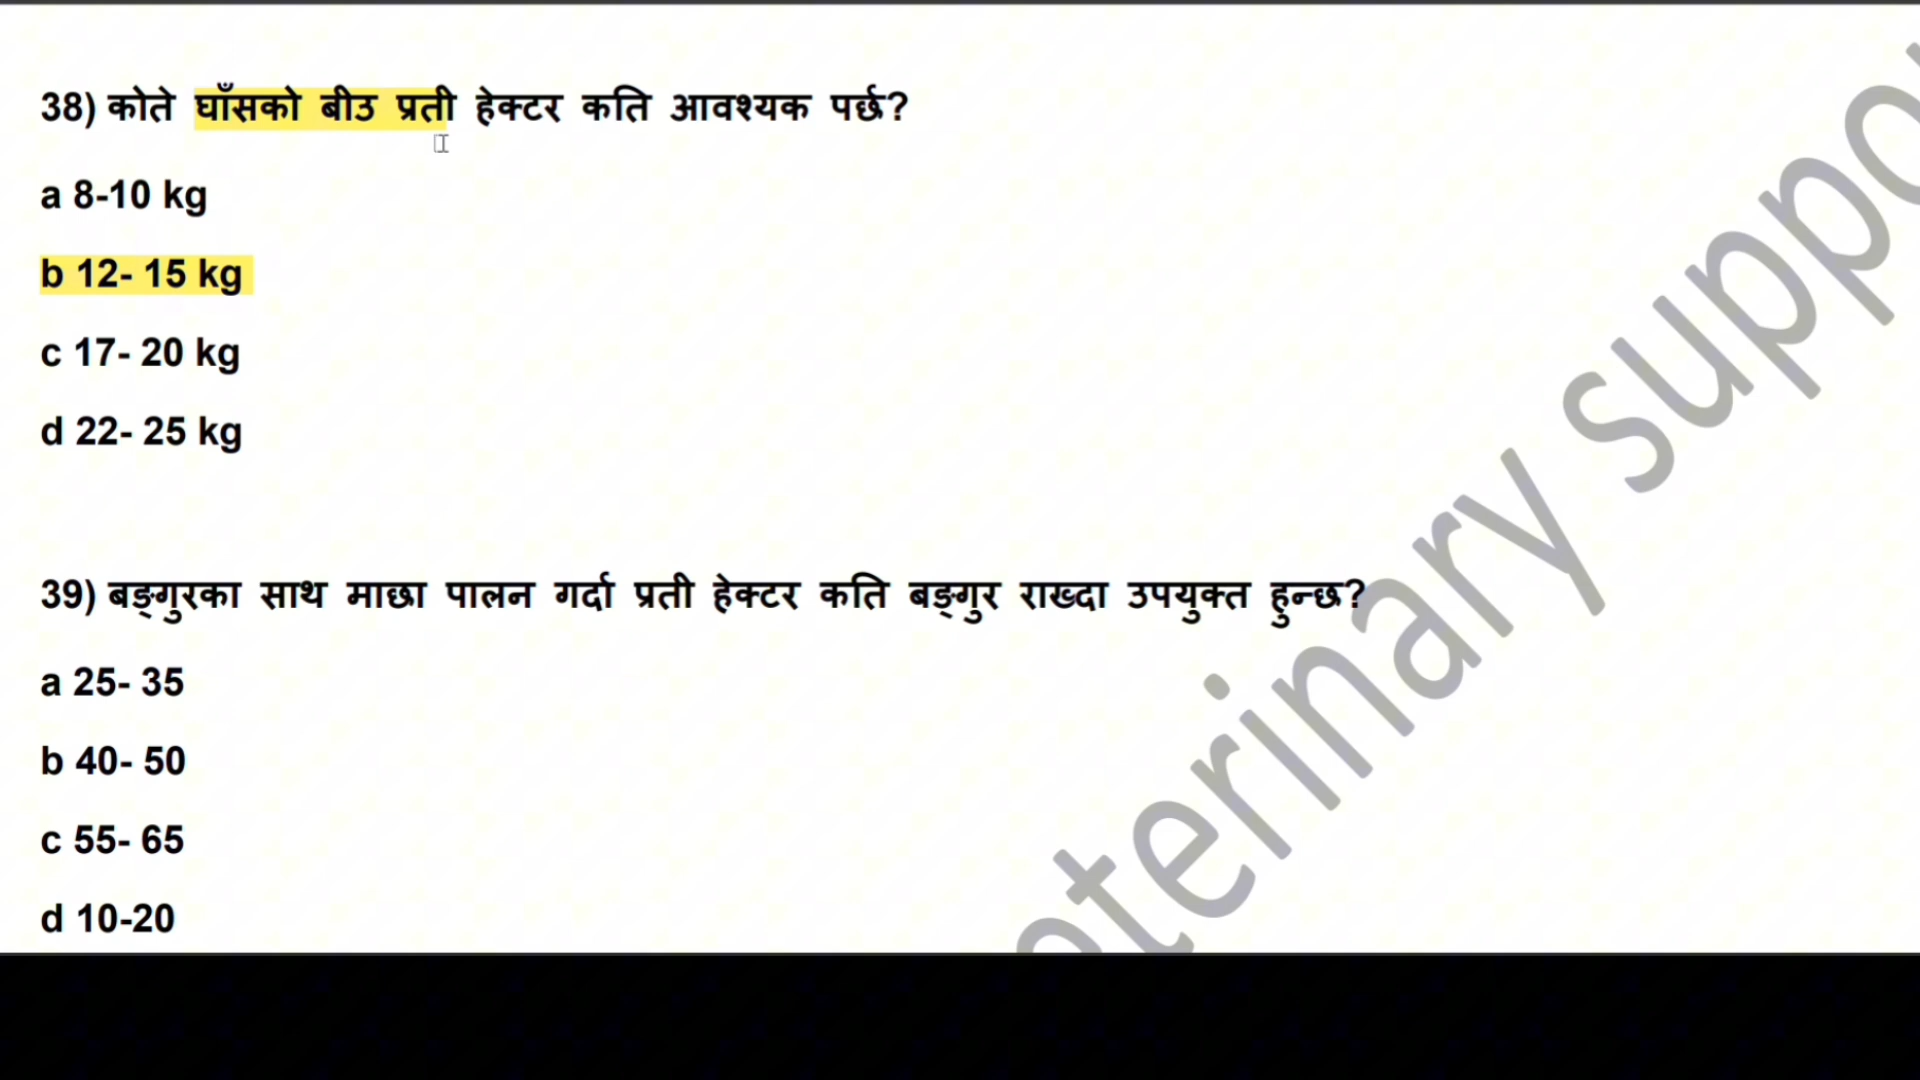 38) कोते घाँसको बीउ प्रती हेक्टर कति आवश्यक पर्छ?
a 8-10 kg
b 12- 15 kg
c 17- 20 kg
d 22- 25 kg
39) बङ्गुरका साथ माछा पालन गर्दा प्रती हेक्टर कति बङ्गुर राख्दा उपयुक्त हुन्छ?
a 25- 35
b 40- 50
c 55- 65
d 10-20